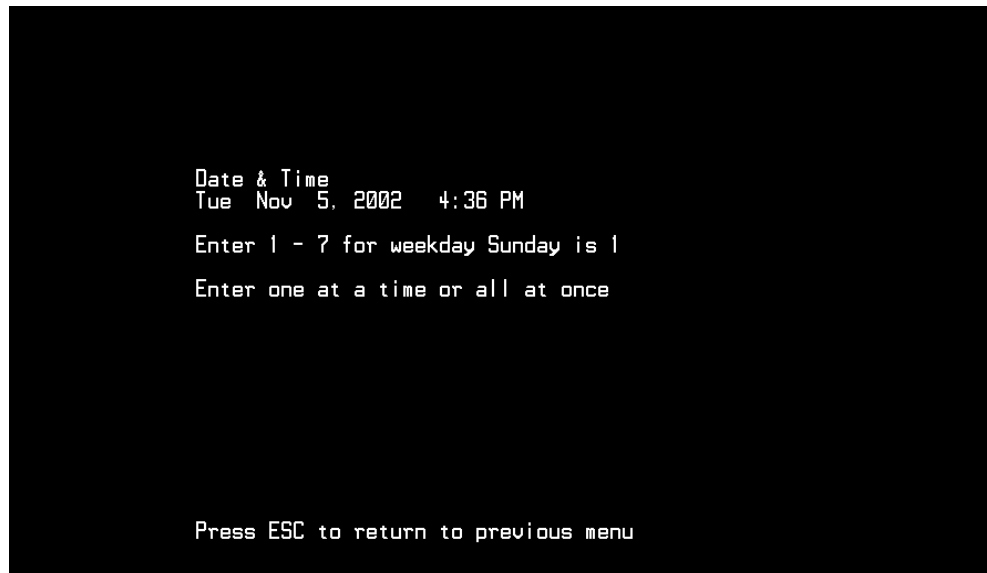 Date & Time
Tue  Nov  5, 2002   4:36 PM
Enter 1 - 7 for weekday Sunday is 1
Enter one at a time or all at once
Press ESC to return to previous menu